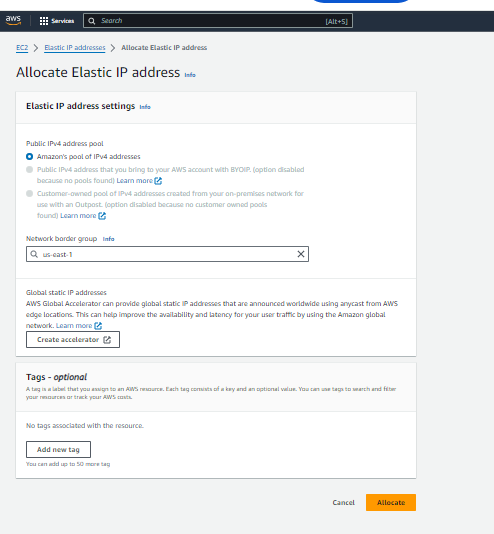 aws
Services
Search
[Alt+S]
EC2 > Elastic IP addresses > Allocate Elastic IP address
Allocate Elastic IP address Info
Elastic IP address settings Info
Public IPv4 address pool
Amazon's pool of IPv4 addresses
Public IPv4 address that you bring to your AWS account with BYOIP. (option disabled
because no pools found) Learn more
Customer-owned pool of IPv4 addresses created from your on-premises network for
use with an Outpost. (option disabled because no customer owned pools
found) Learn more
Network border group Info
us-east-1
Global static IP addresses
AWS Global Accelerator can provide global static IP addresses that are announced worldwide using anycast from AWS
edge locations. This can help improve the availability and latency for your user traffic by using the Amazon global
network. Learn more
Create accelerator
Tags - optional
A tag is a label that you assign to an AWS resource. Each tag consists of a key and an optional value. You can use tags to search and filter
your resources or track your AWS costs.
No tags associated with the resource.
Add new tag
You can add up to 50 more tag
Cancel
Allocate